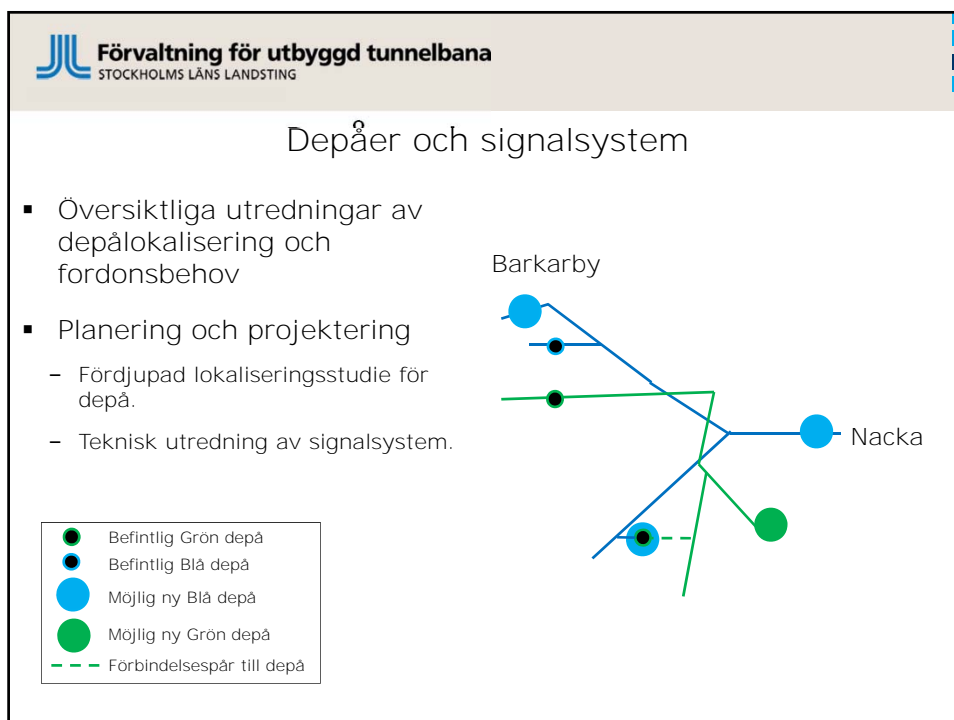 Förvaltning för utbyggd tunnelbana
STOCKHOLMS LÄNS LANDSTING
Depåer och signalsystem
▪ Översiktliga utredningar av
depålokalisering och
fordonsbehov
▪ Planering och projektering
– Fördjupad lokaliseringsstudie för
depå.
– Teknisk utredning av signalsystem.
Barkarby
Nacka
Befintlig Grön depå
Befintlig Blå depå
Möjlig ny Blå depå
Möjlig ny Grön depå
Förbindelsespår till depå